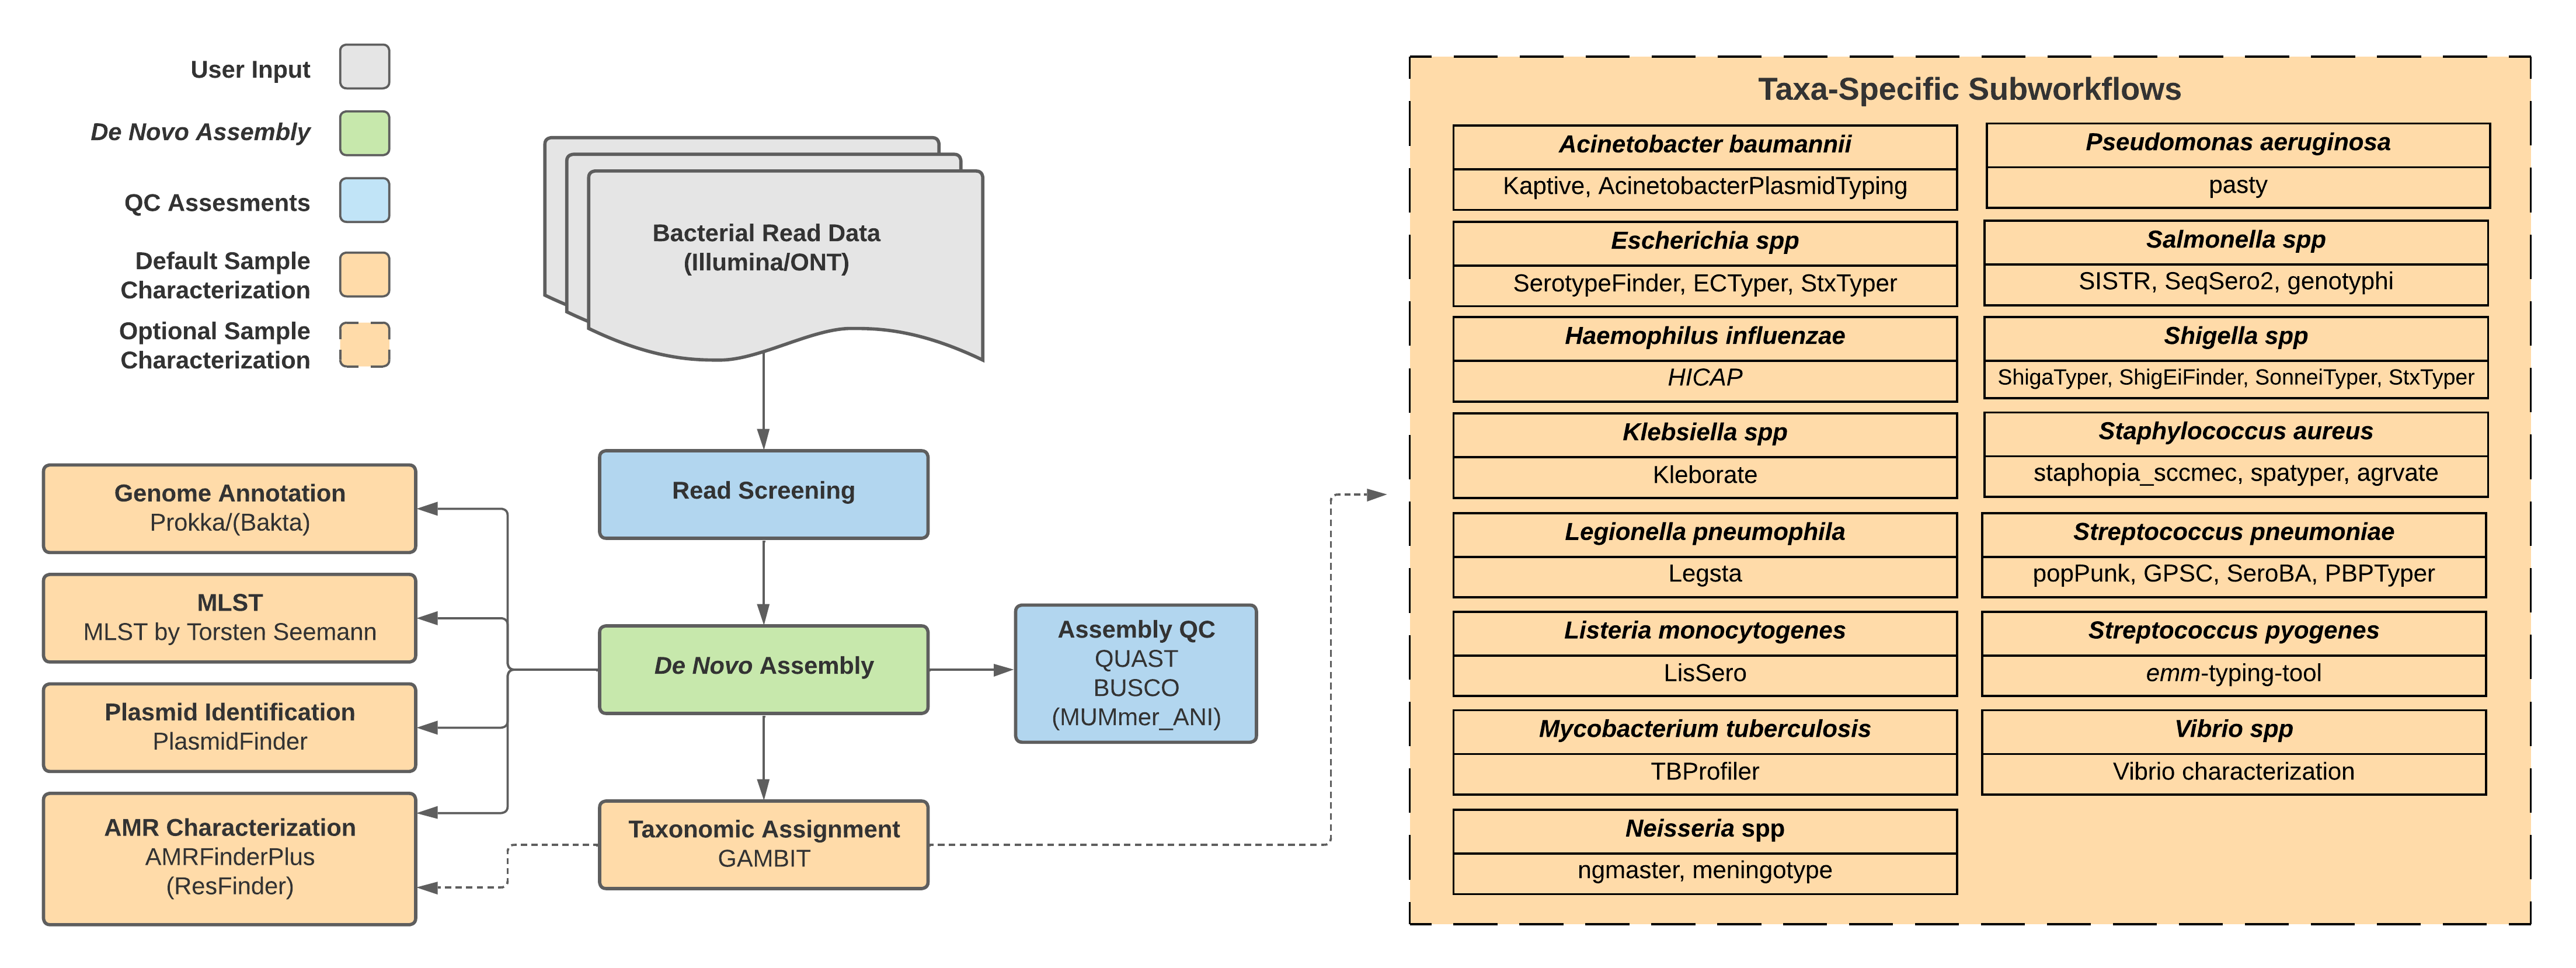 User Input
De Novo Assembly
QC Assesments
Default Sample
Characterization
Optional Sample
Characterization
Bacterial Read Data
(Illumina/ONT)
Read Screening
De Novo Assembly
Assembly QC
QUAST
BUSCO
(MUMmer_ANI)
Taxonomic Assignment
GAMBIT
Genome Annotation
Prokka/(Bakta)
MLST
MLST by Torsten Seemann
Plasmid Identification
PlasmidFinder
AMR Characterization
AMRFinderPlus
(ResFinder)
Taxa-Specific Subworkflows
Acinetobacter baumannii
Kaptive, AcinetobacterPlasmidTyping
Escherichia spp
SerotypeFinder, ECTyper, StxTyper
Haemophilus influenzae
HICAP
Klebsiella spp
Kleborate
Legionella pneumophila
Legsta
Listeria monocytogenes
LisSero
Mycobacterium tuberculosis
TBProfiler
Neisseria spp
ngmaster, meningotype
Pseudomonas aeruginosa
pasty
Salmonella spp
SISTR, SeqSero2, genotyphi
Shigella spp
ShigaTyper, ShigEiFinder, SonneiTyper, StxTyper
Staphylococcus aureus
staphopia_sccmec, spatyper, agrvate
Streptococcus pneumoniae
popPunk, GPSC, SeroBA, PBPTyper
Streptococcus pyogenes
emm-typing-tool
Vibrio spp
Vibrio characterization